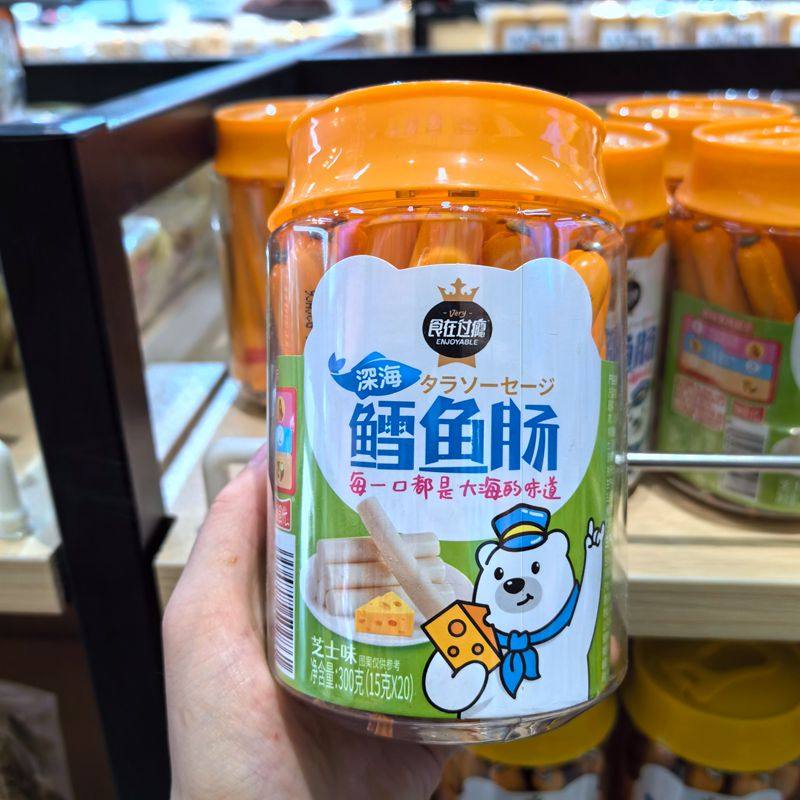 - Very -
食在过瘾
ENJOYABLE
深海
タラソーセージ
鳕鱼肠
每一口都是大海的味道
芝士味
图案仅供参考
净含量:300克(15克X20)